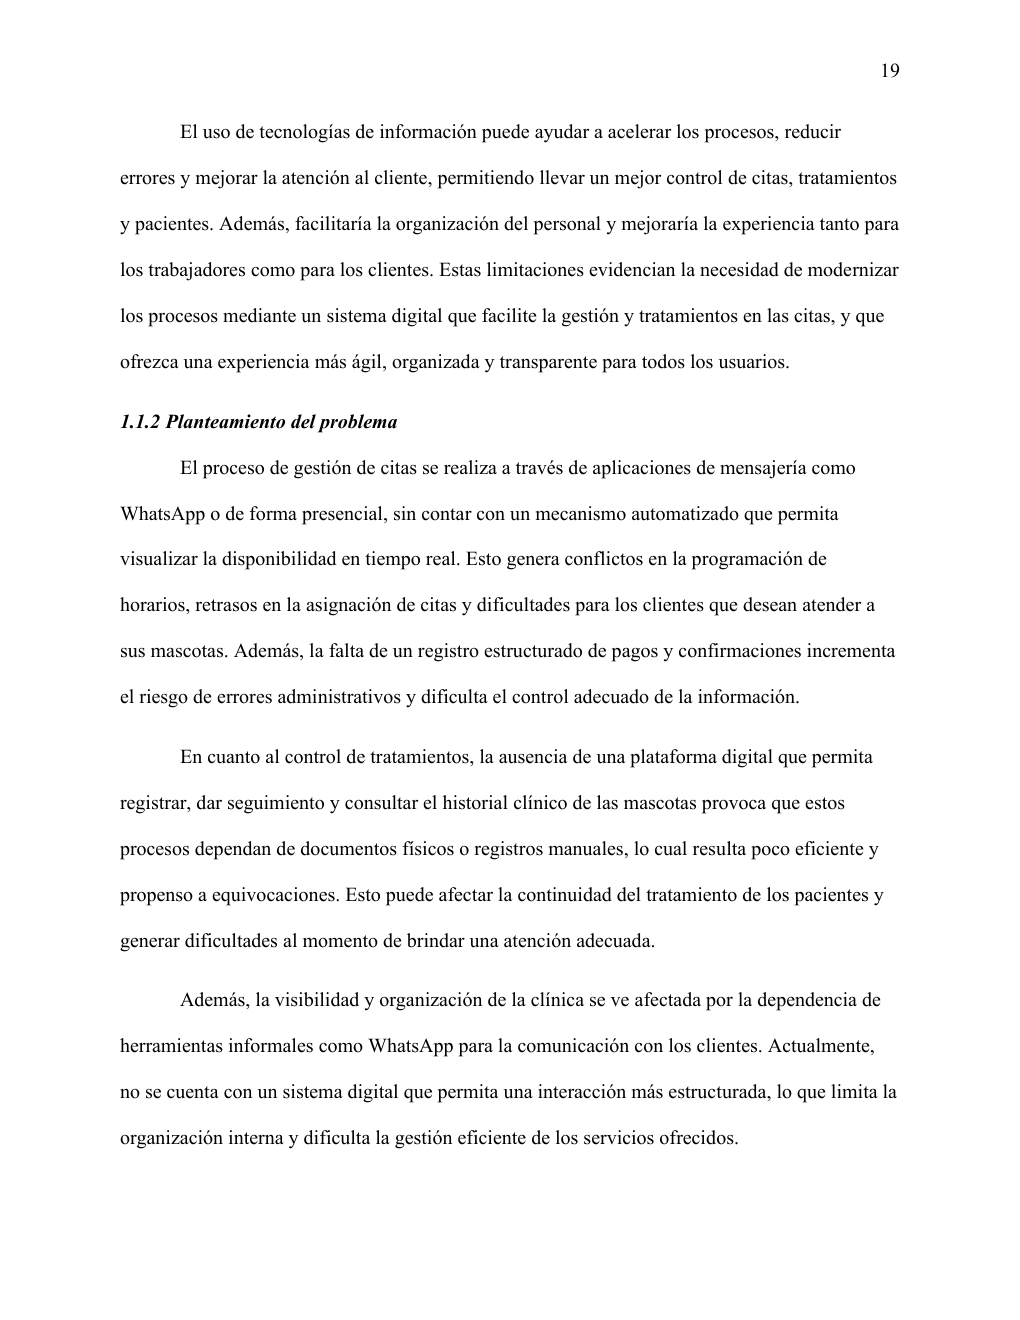 19
El uso de tecnologías de información puede ayudar a acelerar los procesos, reducir
errores y mejorar la atención al cliente, permitiendo llevar un mejor control de citas, tratamientos
y pacientes. Además, facilitaría la organización del personal y mejoraría la experiencia tanto para
los trabajadores como para los clientes. Estas limitaciones evidencian la necesidad de modernizar
los procesos mediante un sistema digital que facilite la gestión y tratamientos en las citas, y que
ofrezca una experiencia más ágil, organizada y transparente para todos los usuarios.
1.1.2 Planteamiento del problema
El proceso de gestión de citas se realiza a través de aplicaciones de mensajería como
WhatsApp o de forma presencial, sin contar con un mecanismo automatizado que permita
visualizar la disponibilidad en tiempo real. Esto genera conflictos en la programación de
horarios, retrasos en la asignación de citas y dificultades para los clientes que desean atender a
sus mascotas. Además, la falta de un registro estructurado de pagos y confirmaciones incrementa
el riesgo de errores administrativos y dificulta el control adecuado de la información.
En cuanto al control de tratamientos, la ausencia de una plataforma digital que permita
registrar, dar seguimiento y consultar el historial clínico de las mascotas provoca que estos
procesos dependan de documentos físicos o registros manuales, lo cual resulta poco eficiente y
propenso a equivocaciones. Esto puede afectar la continuidad del tratamiento de los pacientes y
generar dificultades al momento de brindar una atención adecuada.
Además, la visibilidad y organización de la clínica se ve afectada por la dependencia de
herramientas informales como WhatsApp para la comunicación con los clientes. Actualmente,
no se cuenta con un sistema digital que permita una interacción más estructurada, lo que limita la
organización interna y dificulta la gestión eficiente de los servicios ofrecidos.